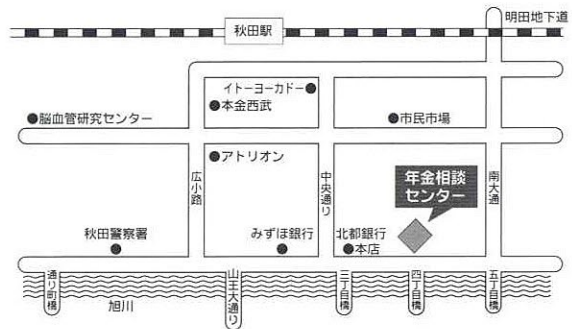 明田地下道
秋田駅
イトーヨーカドー
本金西武
脳血管研究センター
市民市場
アトリオン
広小路
中央通り
南大通
年金相談
センター
秋田警察署
みずほ銀行
北都銀行
本店
通り町橋
旭川
山王大通り
三丁目橋
四丁目橋
五丁目橋